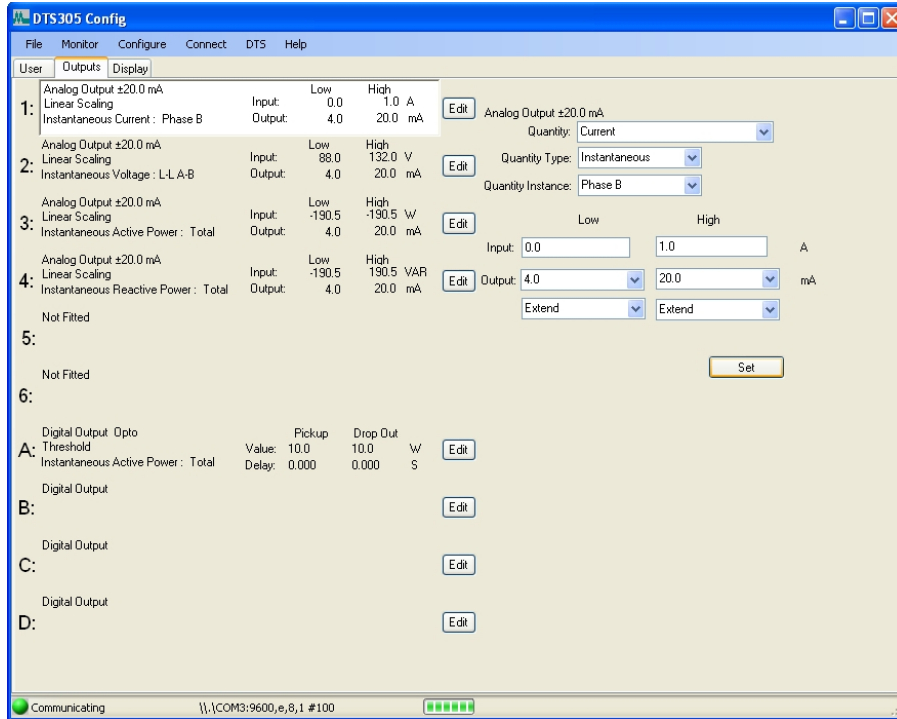 DTS305 Config
File Monitor Configure Connect DTS Help
User Outputs Display
1: Analog Output ±20.0 mA Low High
Linear Scaling Input: 0.0 1.0 A
Instantaneous Current : Phase B Output: 4.0 20.0 mA
Edit
2: Analog Output ±20.0 mA Low High
Linear Scaling Input: 88.0 132.0 V
Instantaneous Voltage : L-L A-B Output: 4.0 20.0 mA
Edit
3: Analog Output ±20.0 mA Low High
Linear Scaling Input: -190.5 -190.5 W
Instantaneous Active Power : Total Output: 4.0 20.0 mA
Edit
4: Analog Output ±20.0 mA Low High
Linear Scaling Input: -190.5 190.5 VAR
Instantaneous Reactive Power : Total Output: 4.0 20.0 mA
Edit
5: Not Fitted
6: Not Fitted
A: Digital Output Opto Pickup Drop Out
Threshold Value: 10.0 10.0 W
Instantaneous Active Power : Total Delay: 0.000 0.000 S
Edit
B: Digital Output
Edit
C: Digital Output
Edit
D: Digital Output
Edit
Analog Output ±20.0 mA
Quantity: Current
Quantity Type: Instantaneous
Quantity Instance: Phase B
Low High
Input: 0.0 1.0 A
Output: 4.0 20.0 mA
Extend Extend
Set
Communicating \\.\COM3:9600,e,8,1 #100